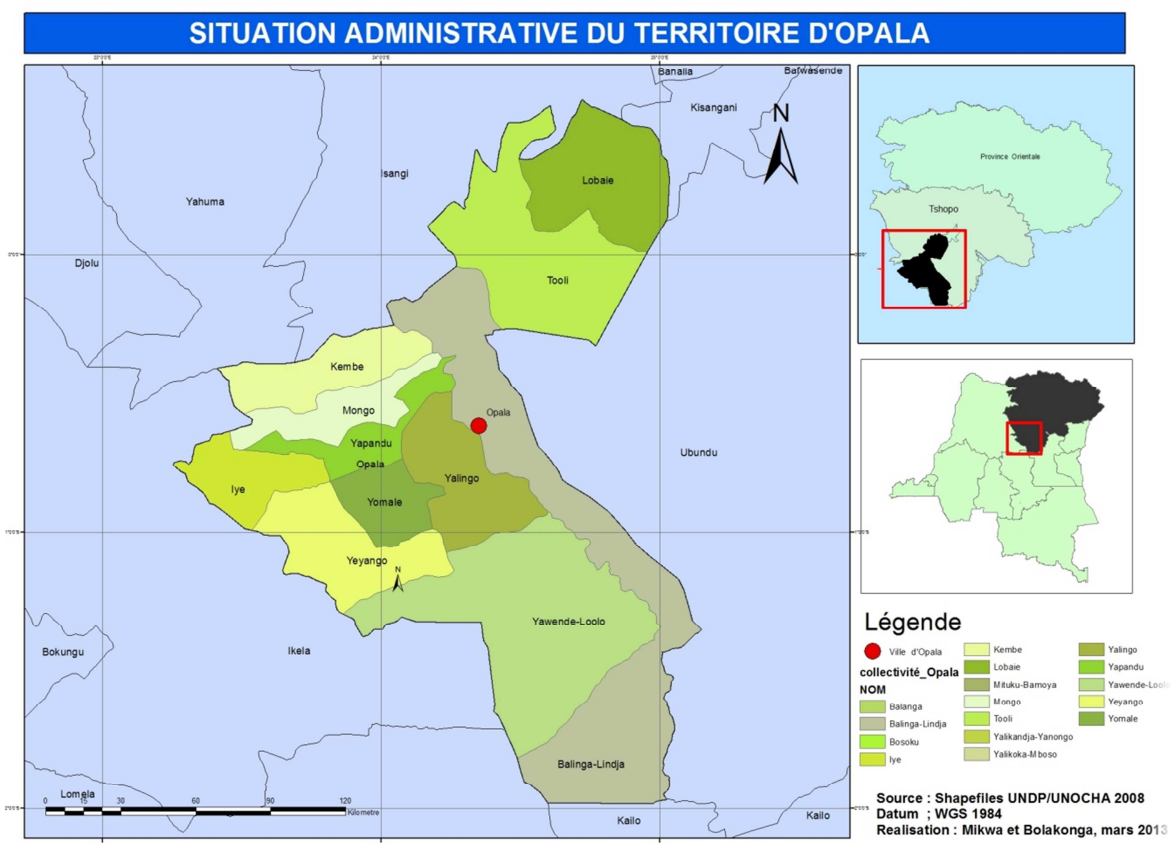 SITUATION ADMINISTRATIVE DU TERRITOIRE D'OPALA
Banalia
Bafwasende
Kisangani
N
Isangi
Lobaie
Yahuma
Djolu
Tooli
Kembe
Mongo
Opala
Yapandu
Opala
Ubundu
Iye
Yalingo
Yomale
Yeyango
N
Yawende-Loolo
Bokungu
Ikela
Balinga-Lindja
Lomela
0 15 30 60 90 120
Kilometre
Kailo
Kailo
Province Orientale
Tshopo
Légende
Ville d'Opala
collectivité_Opala
NOM
Balanga
Balinga-Lindja
Bosoku
Iye
Kembe
Lobaie
Mituku-Bamoya
Mongo
Tooli
Yalikandja-Yanongo
Yalikoka-Mboso
Yalingo
Yapandu
Yawende-Loolo
Yeyango
Yomale
Source : Shapefiles UNDP/UNOCHA 2008
Datum ; WGS 1984
Realisation : Mikwa et Bolakonga, mars 2013